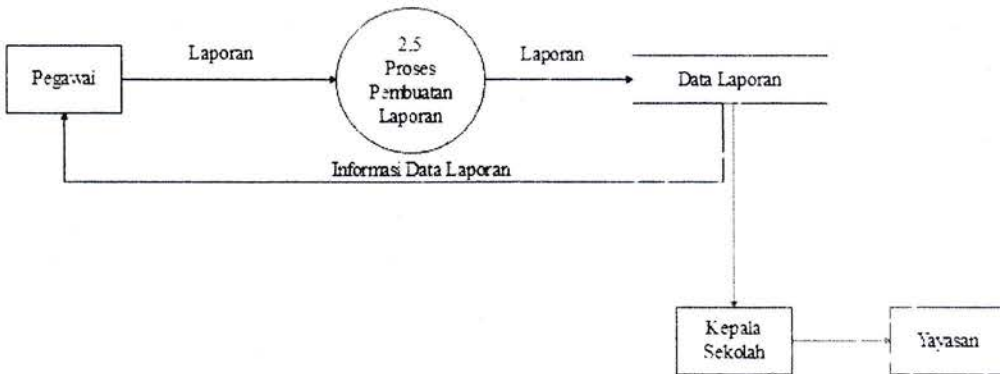 Pegawai
Laporan
2.5
Proses
Pembuatan
Laporan
Laporan
Data Laporan
Informasi Data Laporan
Kepala
Sekolah
Yayasan